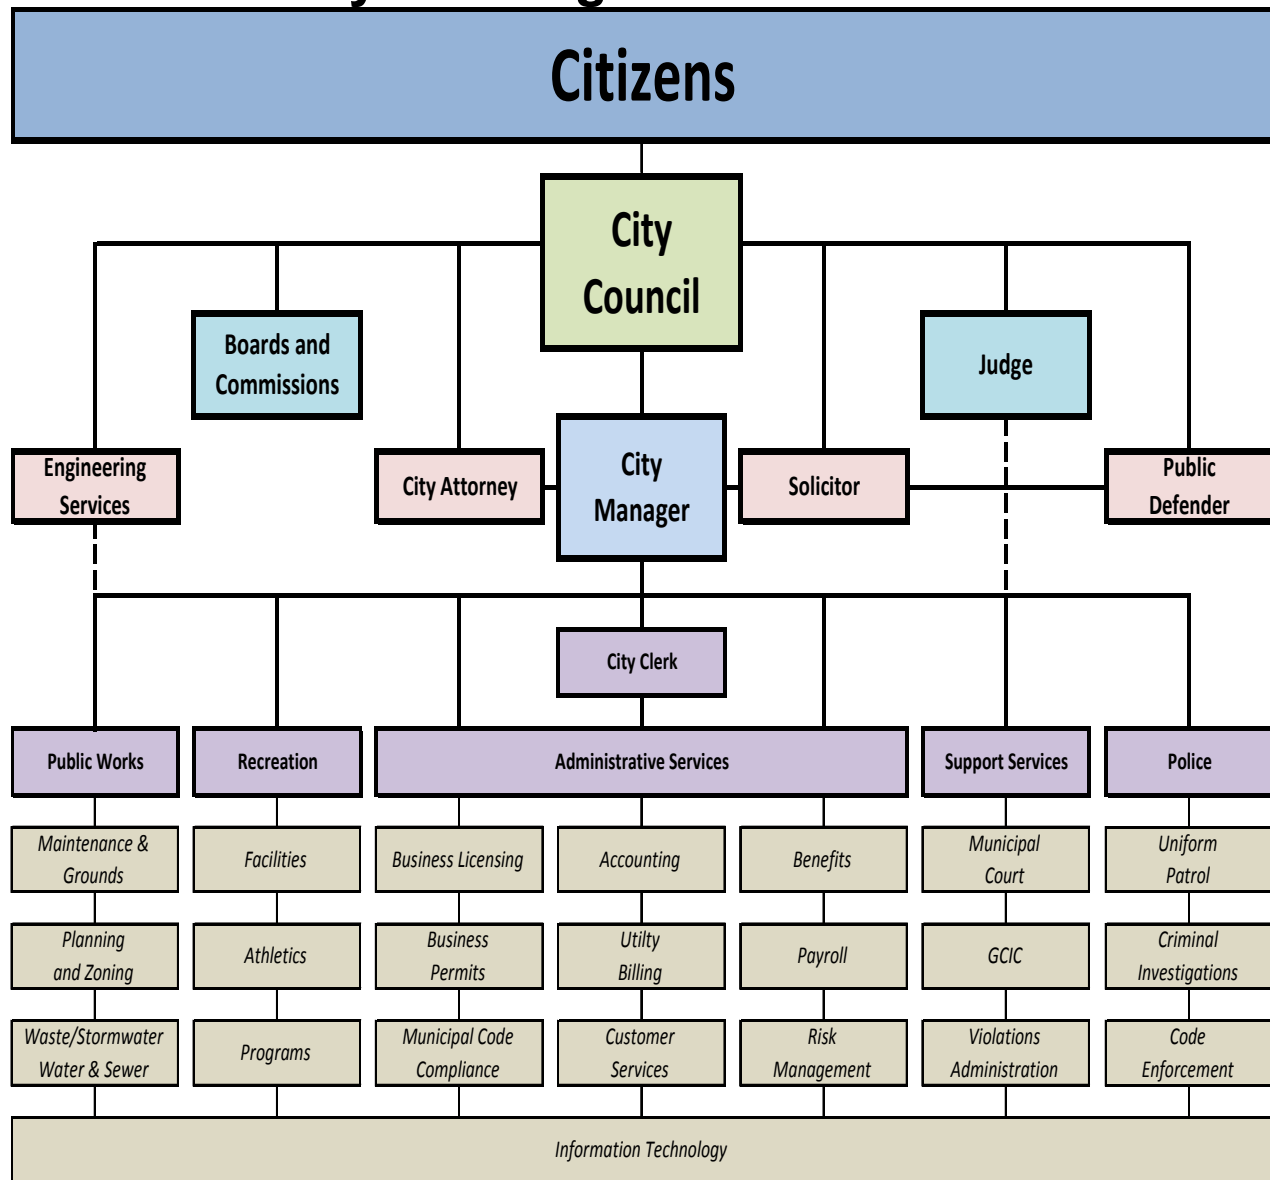 Citizens
City
Council
Boards and
Commissions
Judge
Engineering
Services
City Attorney
City
Manager
Solicitor
Public
Defender
City Clerk
Public Works
Recreation
Administrative Services
Support Services
Police
Maintenance &
Grounds
Facilities
Business Licensing
Accounting
Benefits
Municipal
Court
Uniform
Patrol
Planning
and Zoning
Athletics
Business
Permits
Utilty
Billing
Payroll
GCIC
Criminal
Investigations
Waste/Stormwater
Water & Sewer
Programs
Municipal Code
Compliance
Customer
Services
Risk
Management
Violations
Administration
Code
Enforcement
Information Technology